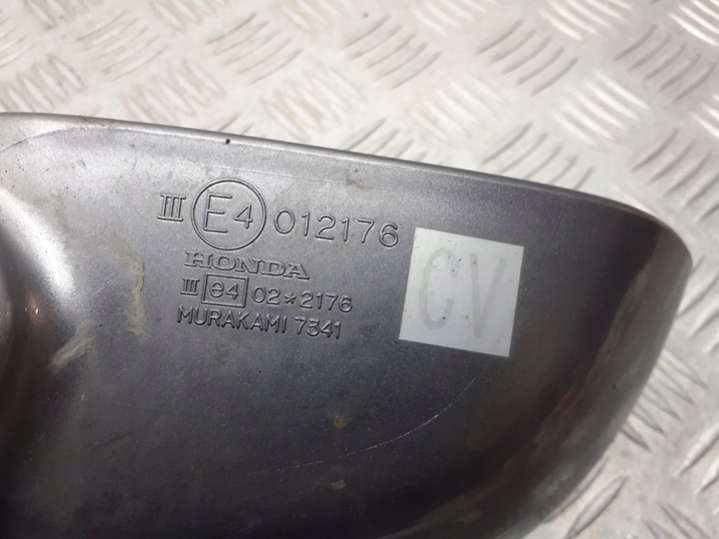 III E4 012176
HONDA
III e4 02*2176
MURAKAMI 7341
CV